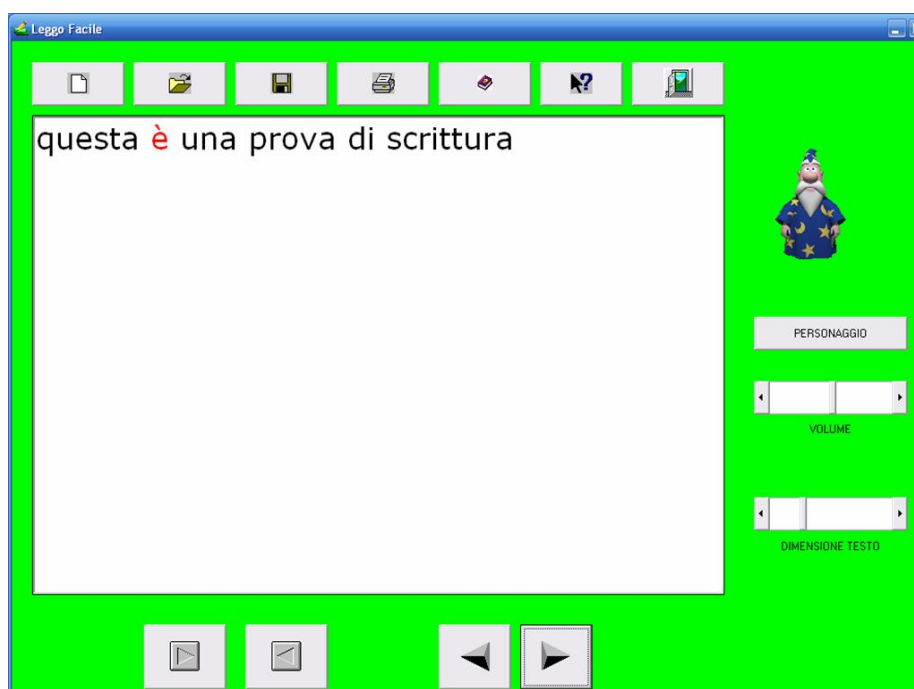 Leggo Facile
questa è una prova di scrittura
PERSONAGGIO
VOLUME
DIMENSIONE TESTO